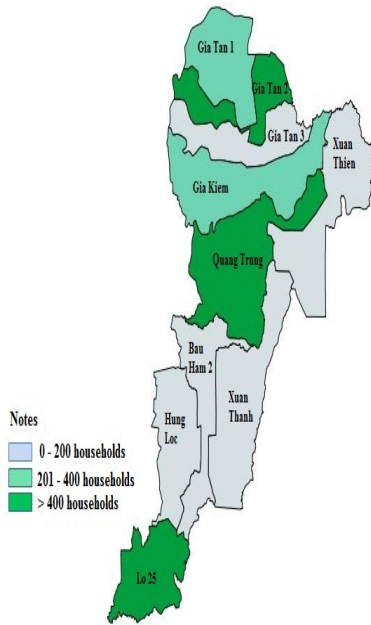 Gia Tan 1
Gia Tan 2
Gia Tan 3
Xuan
Thien
Gia Kiem
Quang Trung
Bau
Ham 2
Xuan
Thanh
Hung
Loc
Lo 25
Notes
0 - 200 households
201 - 400 households
> 400 households